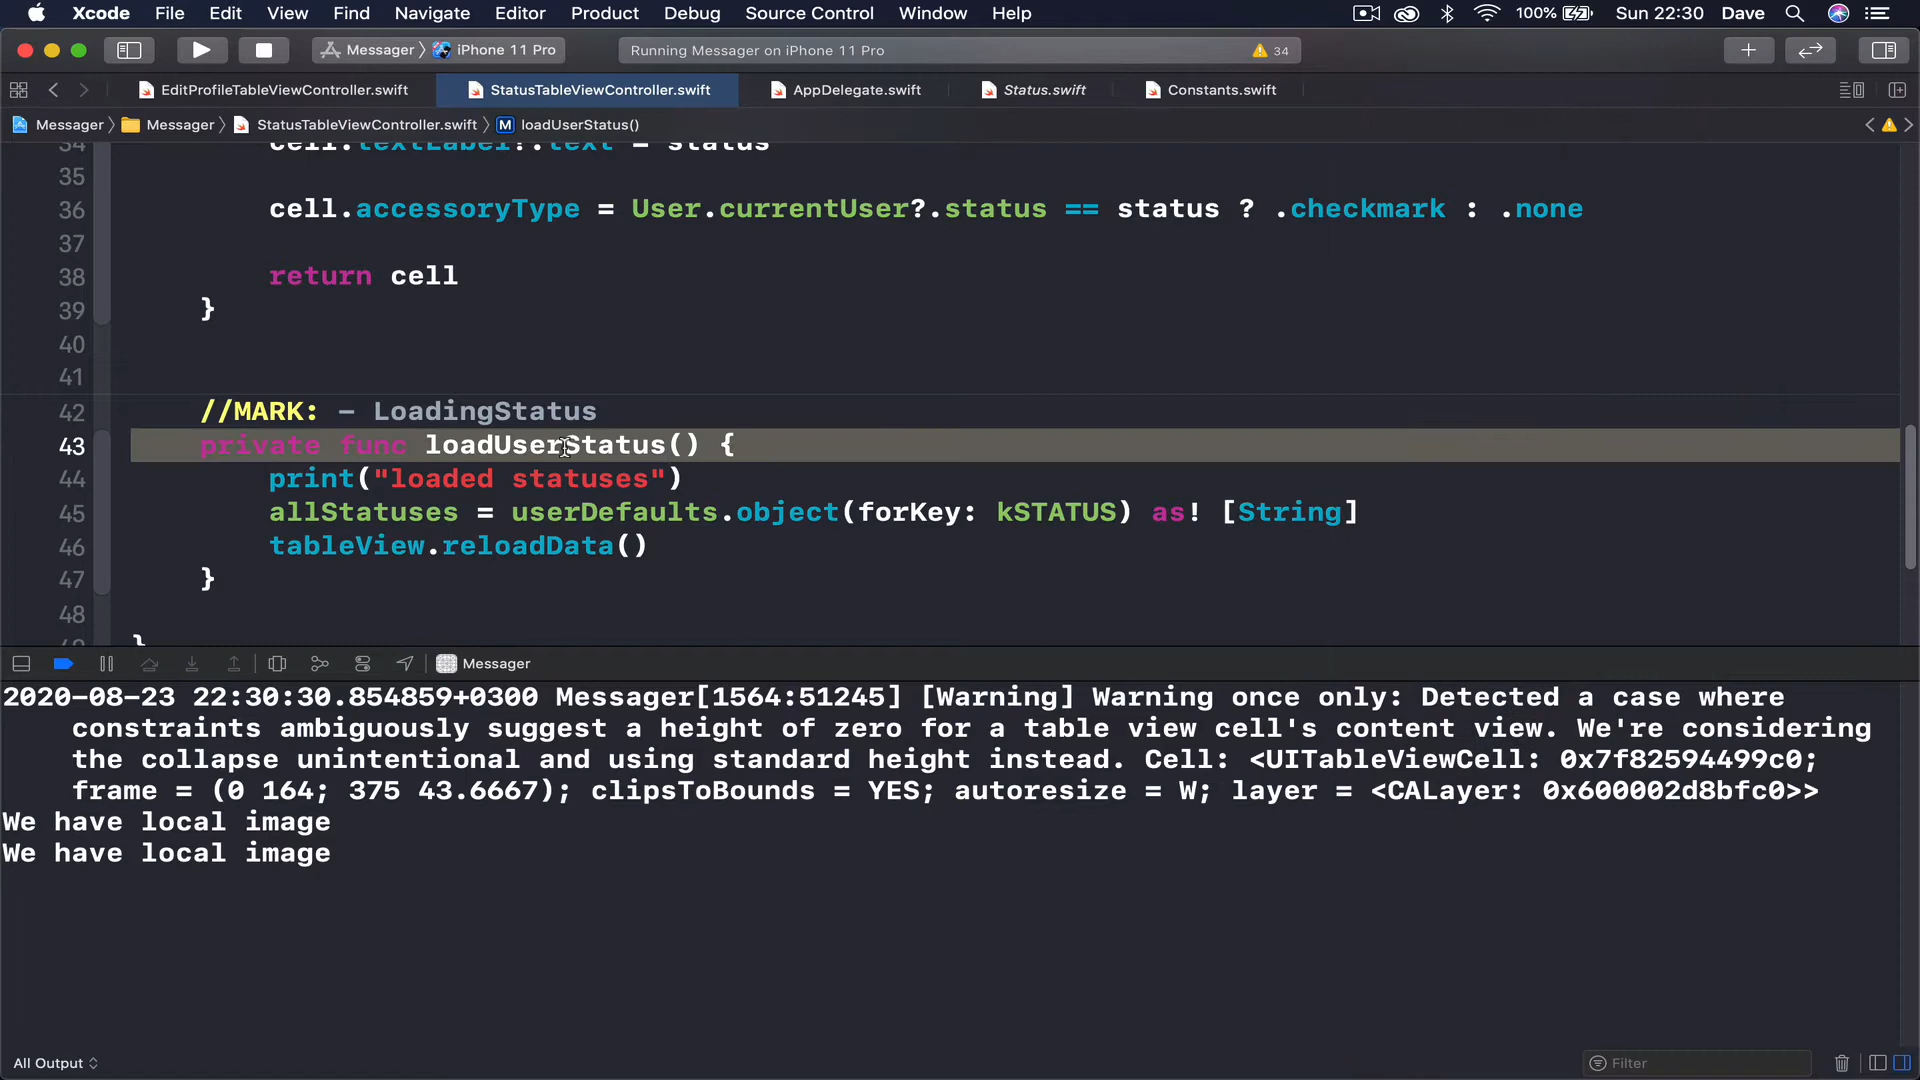 Xcode File Edit View Find Navigate Editor Product Debug Source Control Window Help 100% Sun 22:30 Dave
Messager iPhone 11 Pro Running Messager on iPhone 11 Pro 34
EditProfileTableViewController.swift StatusTableViewController.swift AppDelegate.swift Status.swift Constants.swift
Messager Messager StatusTableViewController.swift M loadUserStatus()
34 cell.textLabel?.text = status
35
36 cell.accessoryType = User.currentUser?.status == status ? .checkmark : .none
37
38 return cell
39 }
40
41
42 //MARK: - LoadingStatus
43 private func loadUserStatus() {
44 print("loaded statuses")
45 allStatuses = userDefaults.object(forKey: kSTATUS) as! [String]
46 tableView.reloadData()
47 }
48
}
Messager
2020-08-23 22:30:30.854859+0300 Messager[1564:51245] [Warning] Warning once only: Detected a case where
constraints ambiguously suggest a height of zero for a table view cell's content view. We're considering
the collapse unintentional and using standard height instead. Cell: <UITableViewCell: 0x7f82594499c0;
frame = (0 164; 375 43.6667); clipsToBounds = YES; autoresize = W; layer = <CALayer: 0x600002d8bfc0>>
We have local image
We have local image
All Output Filter